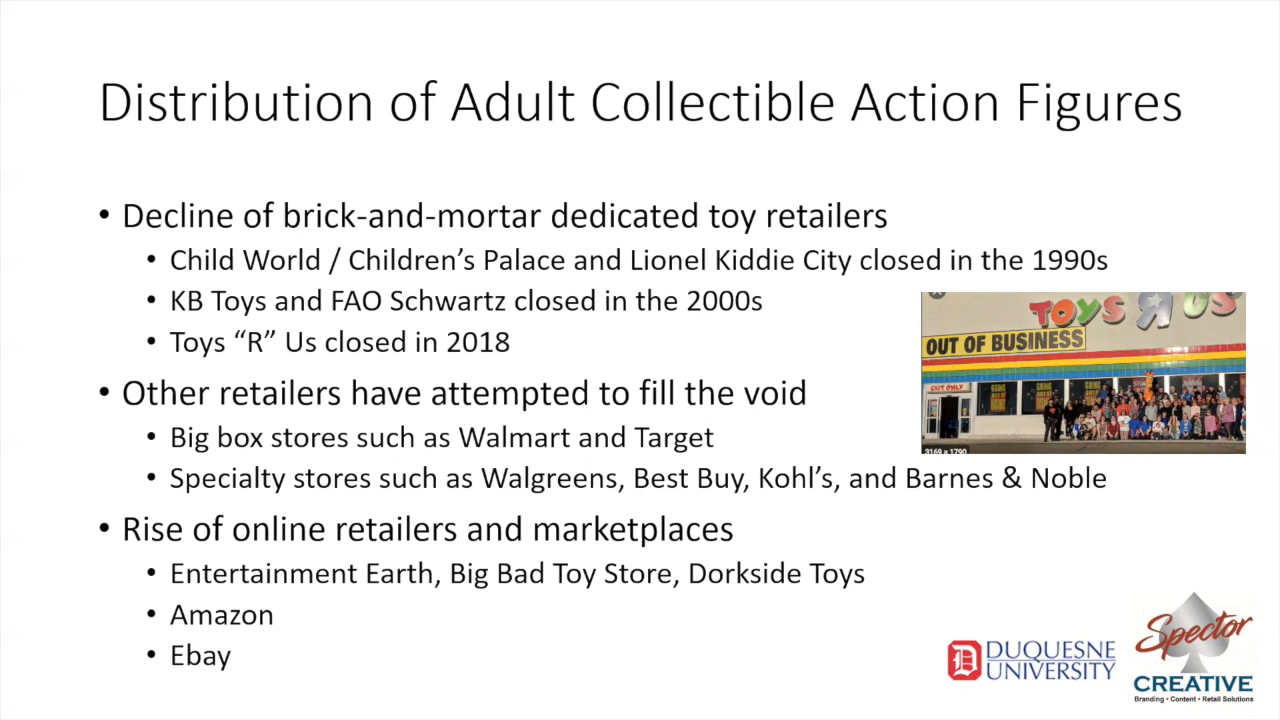 Distribution of Adult Collectible Action Figures
• Decline of brick-and-mortar dedicated toy retailers
• Child World / Children’s Palace and Lionel Kiddie City closed in the 1990s
• KB Toys and FAO Schwartz closed in the 2000s
• Toys “R” Us closed in 2018
TOYS R US
OUT OF BUSINESS
EXIT ONLY
3169 × 1790
• Other retailers have attempted to fill the void
• Big box stores such as Walmart and Target
• Specialty stores such as Walgreens, Best Buy, Kohl’s, and Barnes & Noble
• Rise of online retailers and marketplaces
• Entertainment Earth, Big Bad Toy Store, Dorkside Toys
• Amazon
• Ebay
D
DUQUESNE
UNIVERSITY
Spector
CREATIVE
Branding • Content • Retail Solutions